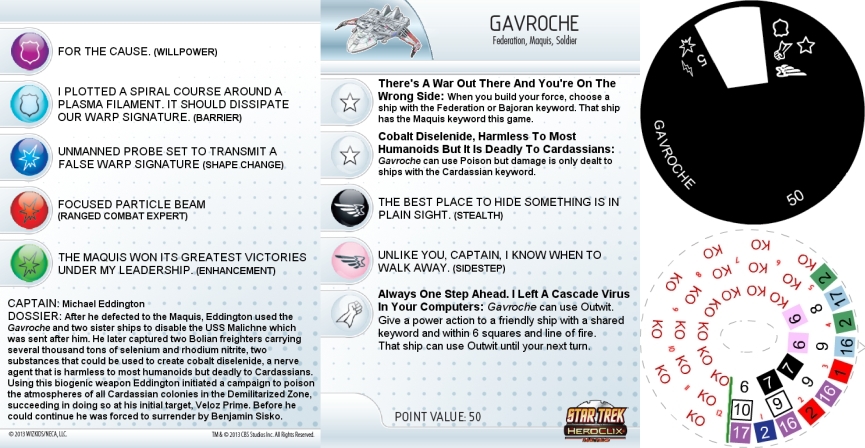 FOR THE CAUSE. (WILLPOWER)
I PLOTTED A SPIRAL COURSE AROUND A
PLASMA FILAMENT. IT SHOULD DISSIPATE
OUR WARP SIGNATURE. (BARRIER)
UNMANNED PROBE SET TO TRANSMIT A
FALSE WARP SIGNATURE (SHAPE CHANGE)
FOCUSED PARTICLE BEAM
(RANGED COMBAT EXPERT)
THE MAQUIS WON ITS GREATEST VICTORIES
UNDER MY LEADERSHIP. (ENHANCEMENT)
CAPTAIN: Michael Eddington
DOSSIER: After he defected to the Maquis, Eddington used the
Gavroche and two sister ships to disable the USS Malichne which
was sent after him. He later captured two Bolian freighters carrying
several thousand tons of selenium and rhodium nitrite, two
substances that could be used to create cobalt diselenide, a nerve
agent that is harmless to most humanoids but deadly to Cardassians.
Using this biogenic weapon Eddington initiated a campaign to poison
the atmospheres of all Cardassian colonies in the Demilitarized Zone,
succeeding in doing so at his initial target, Veloz Prime. Before he
could continue he was forced to surrender by Benjamin Sisko.
© 2013 WIZKIDS/NECA, LLC.
TM & © 2013 CBS Studios Inc. All Rights Reserved.
GAVROCHE
Federation, Maquis, Soldier
There's A War Out There And You're On The
Wrong Side: When you build your force, choose a
ship with the Federation or Bajoran keyword. That ship
has the Maquis keyword this game.
Cobalt Diselenide, Harmless To Most
Humanoids But It Is Deadly To Cardassians:
Gavroche can use Poison but damage is only dealt to
ships with the Cardassian keyword.
THE BEST PLACE TO HIDE SOMETHING IS IN
PLAIN SIGHT. (STEALTH)
UNLIKE YOU, CAPTAIN, I KNOW WHEN TO
WALK AWAY. (SIDESTEP)
Always One Step Ahead. I Left A Cascade Virus
In Your Computers: Gavroche can use Outwit.
Give a power action to a friendly ship with a shared
keyword and within 6 squares and line of fire.
That ship can use Outwit until your next turn.
POINT VALUE: 50
STAR TREK
HEROCLIX
5
GAVROCHE
50
KO KO KO KO
KO KO KO KO
KO KO KO KO
KO KO KO KO
6 7 7 9 6 6 8
10 9 9 8
17 16 16 16 16 17
2 2 1 2 2